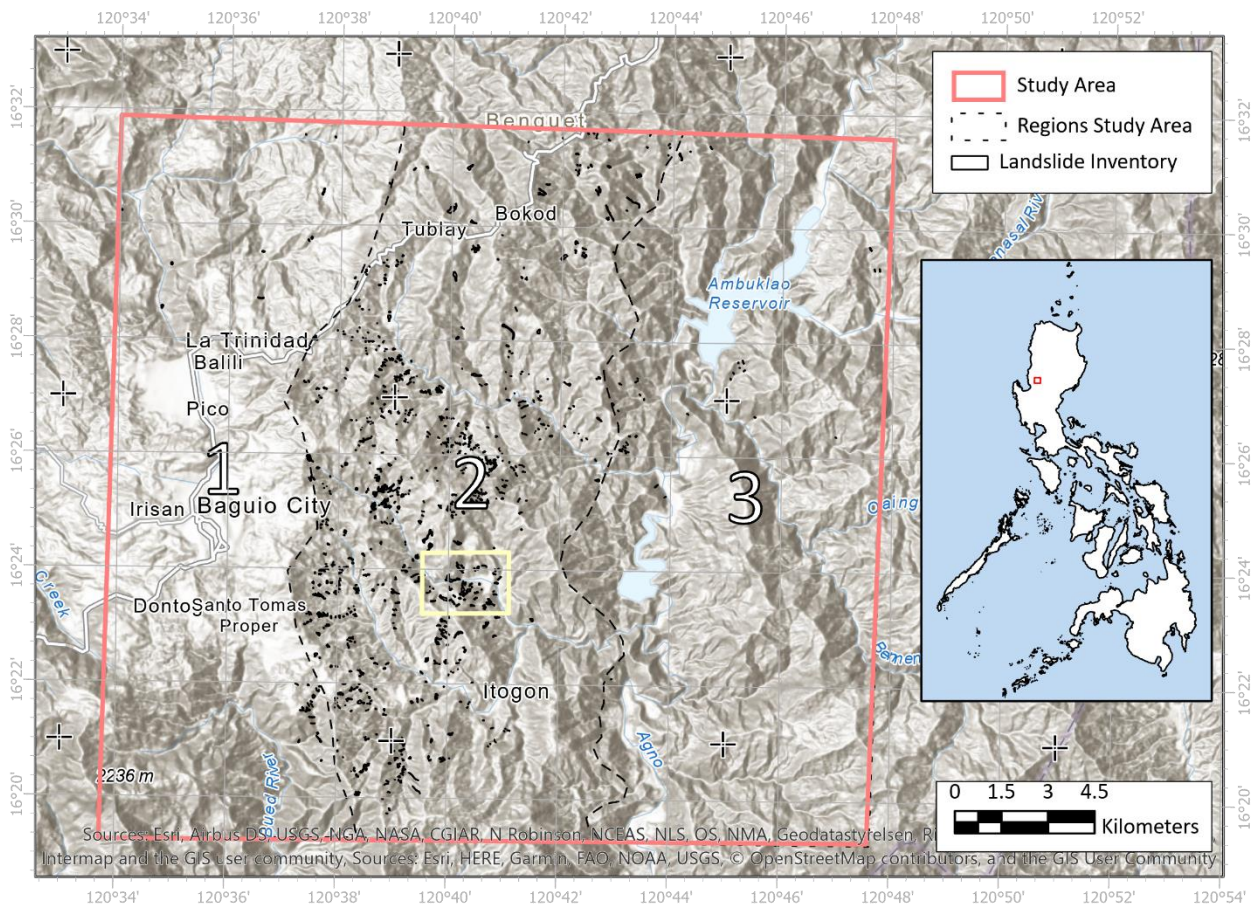 120°34' 120°36' 120°38' 120°40' 120°42' 120°44' 120°46' 120°48' 120°50' 120°52'
16°32' 16°32'
16°30' 16°30'
16°28' 16°28'
16°26' 16°26'
16°24' 16°24'
16°22' 16°22'
16°20' 16°20'
Study Area
Regions Study Area
Landslide Inventory
Benguet
Bokod
Tublay
Ambuklao
Reservoir
La Trinidad
Balili
Pico
1
2
3
Irisan
Baguio City
Creek
Santo Tomas
Proper
Itogon
Agno
2236 m
0 1.5 3 4.5
Kilometers
Sources: Esri, Airbus DS, USGS, NGA, NASA, CGIAR, N Robinson, NCEAS, NLS, OS, NMA, Geodatastyrelsen,
Intermap and the GIS user community, Sources: Esri, HERE, Garmin, FAO, NOAA, USGS, © OpenStreetMap contributors, and the GIS User Community
120°34' 120°36' 120°38' 120°40' 120°42' 120°44' 120°46' 120°48' 120°50' 120°52' 120°54'